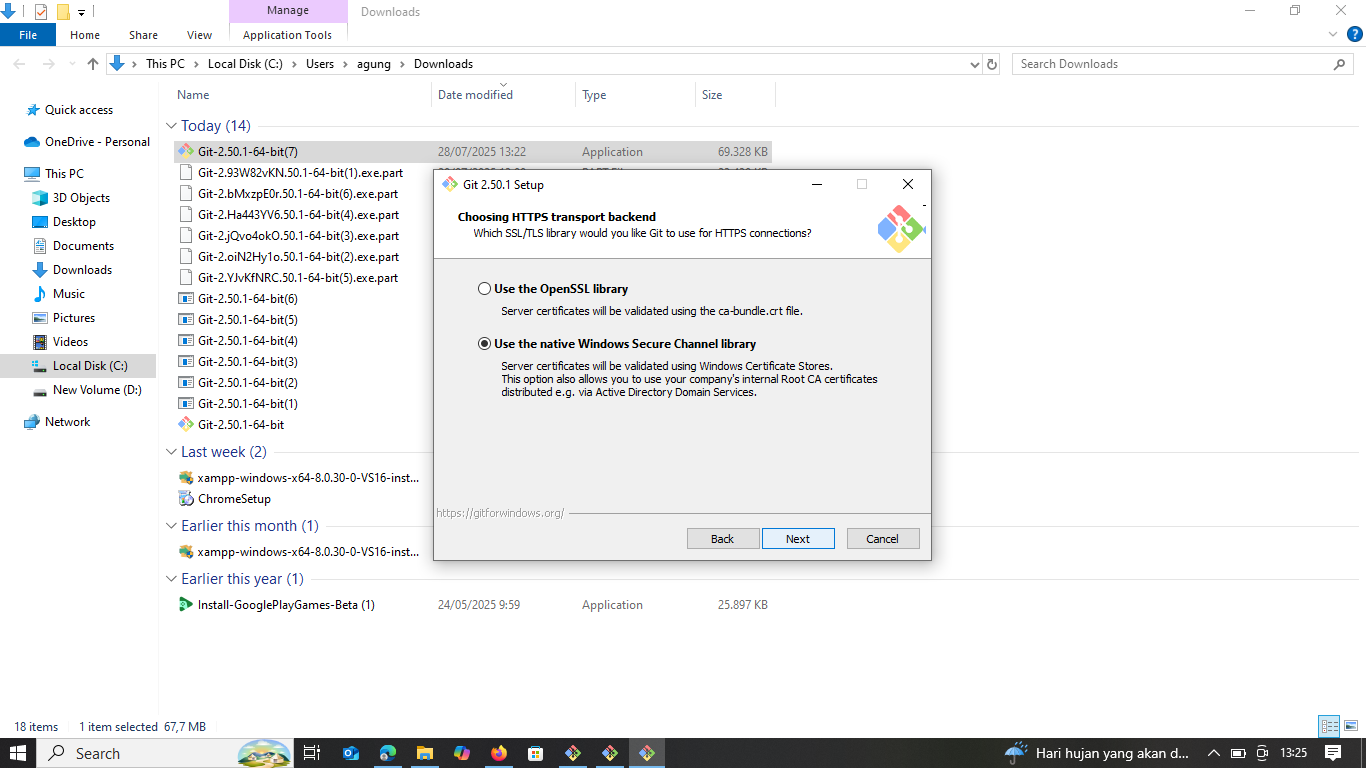 Manage
Downloads
File
Home
Share
View
Application Tools
This PC
Local Disk (C:)
Users
agung
Downloads
Search Downloads
Name
Date modified
Type
Size
Quick access
OneDrive - Personal
This PC
3D Objects
Desktop
Documents
Downloads
Music
Pictures
Videos
Local Disk (C:)
New Volume (D:)
Network
Today (14)
Git-2.50.1-64-bit(7) 28/07/2025 13:22 Application 69.328 KB
Git-2.93W82vKN.50.1-64-bit(1).exe.part
Git-2.bMxzpE0r.50.1-64-bit(6).exe.part
Git-2.Ha443YV6.50.1-64-bit(4).exe.part
Git-2.jQvo4okO.50.1-64-bit(3).exe.part
Git-2.oiN2Hy1o.50.1-64-bit(2).exe.part
Git-2.YJvKfNRC.50.1-64-bit(5).exe.part
Git-2.50.1-64-bit(6)
Git-2.50.1-64-bit(5)
Git-2.50.1-64-bit(4)
Git-2.50.1-64-bit(3)
Git-2.50.1-64-bit(2)
Git-2.50.1-64-bit(1)
Git-2.50.1-64-bit
Last week (2)
xampp-windows-x64-8.0.30-0-VS16-inst...
ChromeSetup
Earlier this month (1)
xampp-windows-x64-8.0.30-0-VS16-inst...
Earlier this year (1)
Install-GooglePlayGames-Beta (1) 24/05/2025 9:59 Application 25.897 KB
Git 2.50.1 Setup
Choosing HTTPS transport backend
Which SSL/TLS library would you like Git to use for HTTPS connections?
Use the OpenSSL library
Server certificates will be validated using the ca-bundle.crt file.
Use the native Windows Secure Channel library
Server certificates will be validated using Windows Certificate Stores.
This option also allows you to use your company's internal Root CA certificates
distributed e.g. via Active Directory Domain Services.
https://gitforwindows.org/
Back
Next
Cancel
18 items 1 item selected 67,7 MB
Search
Hari hujan yang akan d...
13:25